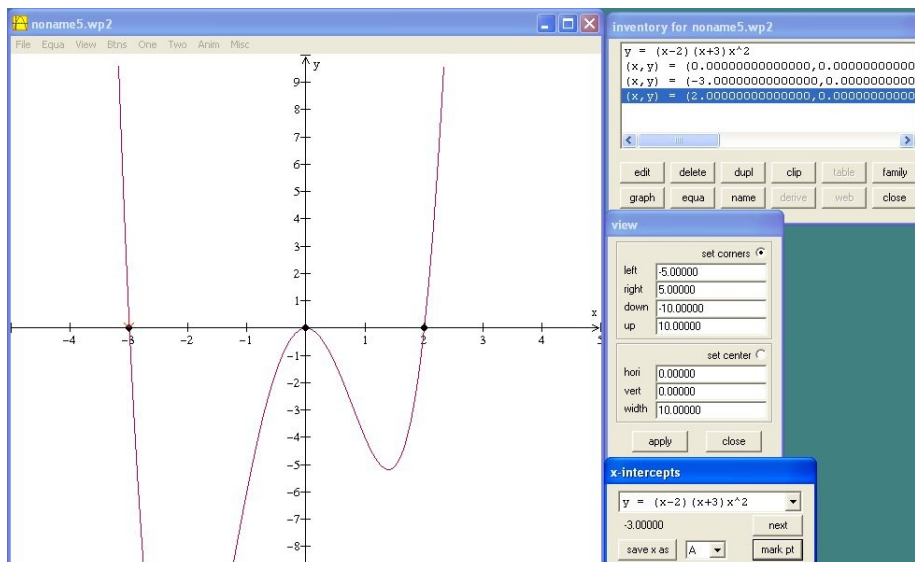 noname5.wp2
File Equa View Btns One Two Anim Misc
y
9
8
7
6
5
4
3
2
1
x
-4 -3 -2 -1 1 2 3 4 5
-1
-2
-3
-4
-5
-6
-7
-8
inventory for noname5.wp2
y = (x-2)(x+3)x^2
(x,y) = (0.00000000000000,0.0000000000
(x,y) = (-3.0000000000000,0.0000000000
(x,y) = (2.00000000000000,0.0000000000
edit delete dupl clip table family
graph equa name derive web close
view
set corners
left -5.00000
right 5.00000
down -10.00000
up 10.00000
set center
hori 0.00000
vert 0.00000
width 10.00000
apply close
x-intercepts
y = (x-2)(x+3)x^2
-3.00000 next
save x as A mark pt